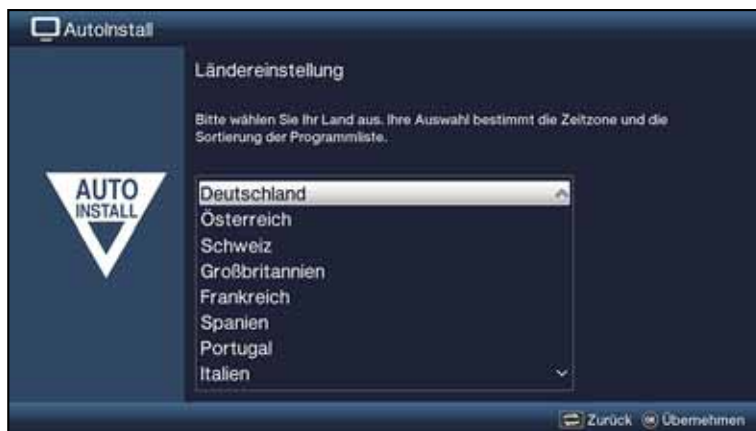 AutoInstall
Ländereinstellung
Bitte wählen Sie Ihr Land aus. Ihre Auswahl bestimmt die Zeitzone und die
Sortierung der Programmliste.
AUTO
INSTALL
Deutschland
Österreich
Schweiz
Großbritannien
Frankreich
Spanien
Portugal
Italien
Zurück OK Übernehmen